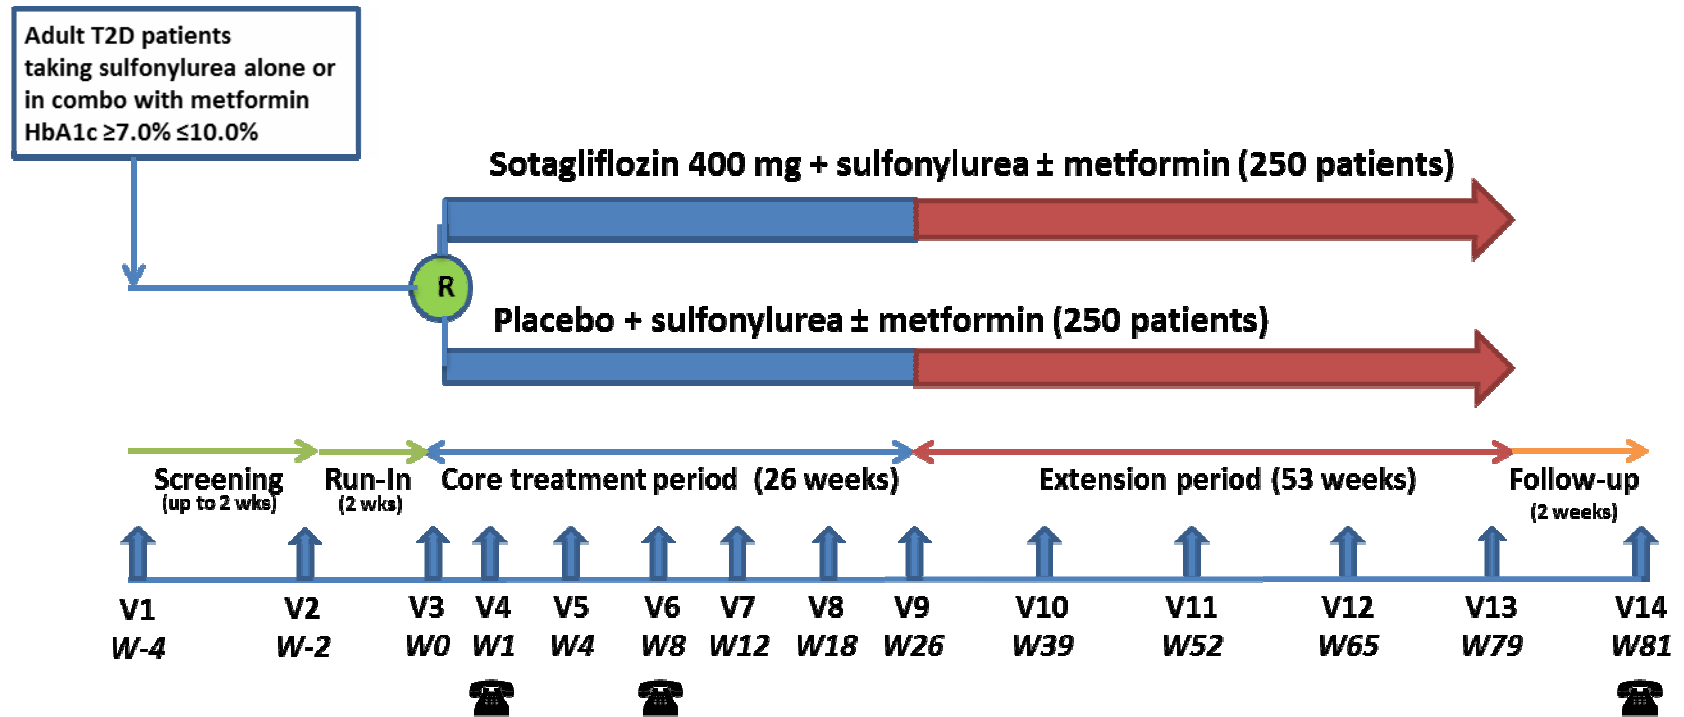 Adult T2D patients
taking sulfonylurea alone or
in combo with metformin
HbA1c ≥7.0% ≤10.0%
Sotagliflozin 400 mg + sulfonylurea ± metformin (250 patients)
R
Placebo + sulfonylurea ± metformin (250 patients)
Screening Run-In Core treatment period (26 weeks) Extension period (53 weeks) Follow-up
(up to 2 wks) (2 wks) (2 weeks)
V1 V2 V3 V4 V5 V6 V7 V8 V9 V10 V11 V12 V13 V14
W-4 W-2 W0 W1 W4 W8 W12 W18 W26 W39 W52 W65 W79 W81